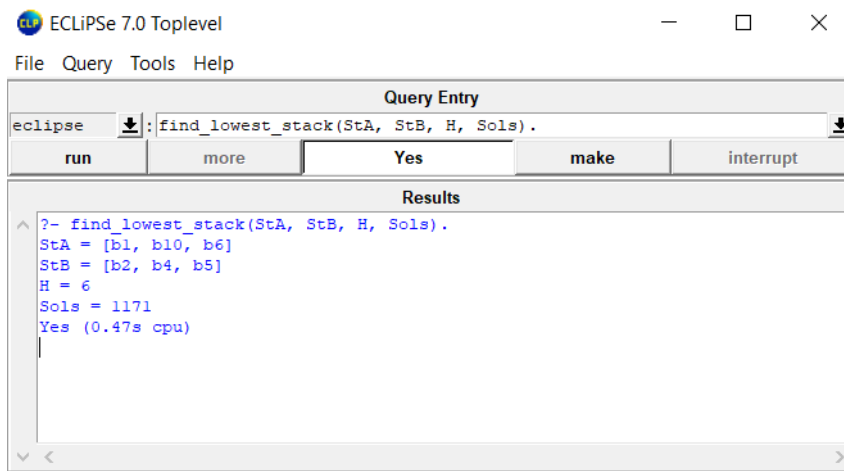 CLP ECLiPSe 7.0 Toplevel
File Query Tools Help
Query Entry
eclipse : find_lowest_stack(StA, StB, H, Sols).
run more Yes make interrupt
Results
?- find_lowest_stack(StA, StB, H, Sols).
StA = [b1, b10, b6]
StB = [b2, b4, b5]
H = 6
Sols = 1171
Yes (0.47s cpu)